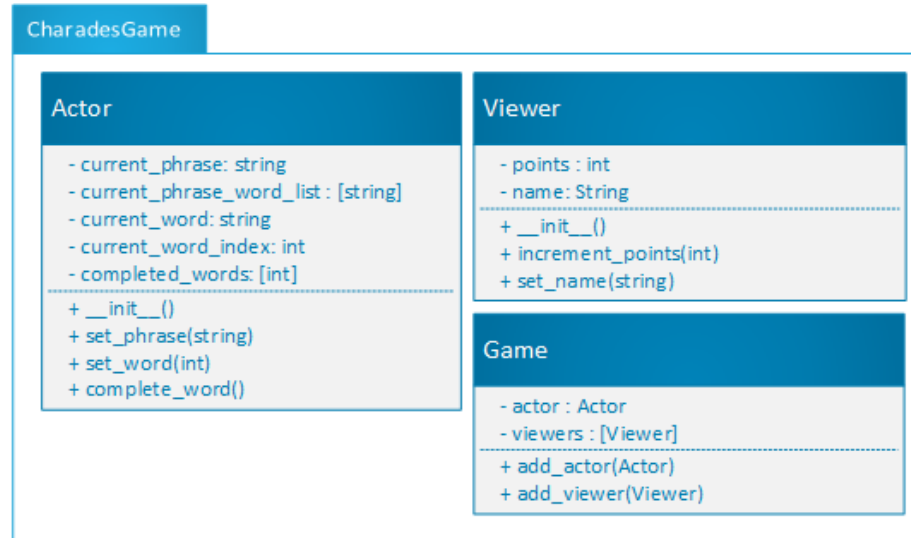 CharadesGame
Actor
- current_phrase: string
- current_phrase_word_list : [string]
- current_word: string
- current_word_index: int
- completed_words: [int]
+ __init__()
+ set_phrase(string)
+ set_word(int)
+ complete_word()
Viewer
- points : int
- name: String
+ __init__()
+ increment_points(int)
+ set_name(string)
Game
- actor : Actor
- viewers : [Viewer]
+ add_actor(Actor)
+ add_viewer(Viewer)